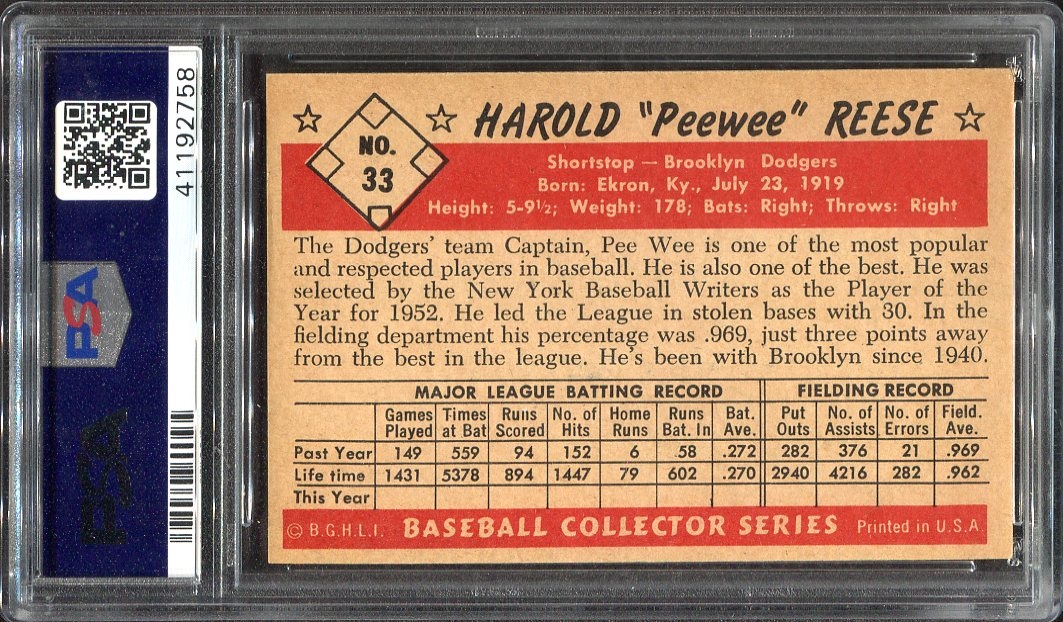 41192758
PSA
PSA
NO.
33
HAROLD "Peewee" REESE
Shortstop — Brooklyn Dodgers
Born: Ekron, Ky., July 23, 1919
Height: 5-9½; Weight: 178; Bats: Right; Throws: Right
The Dodgers' team Captain, Pee Wee is one of the most popular
and respected players in baseball. He is also one of the best. He was
selected by the New York Baseball Writers as the Player of the
Year for 1952. He led the League in stolen bases with 30. In the
fielding department his percentage was .969, just three points away
from the best in the league. He's been with Brooklyn since 1940.
MAJOR LEAGUE BATTING RECORD FIELDING RECORD
Games Times Runs No. of Home Runs Bat. Put No. of No. of Field.
Played at Bat Scored Hits Runs Bat. In Ave. Outs Assists Errors Ave.
Past Year 149 559 94 152 6 58 .272 282 376 21 .969
Life time 1431 5378 894 1447 79 602 .270 2940 4216 282 .962
This Year
© B.G.H.L.I. BASEBALL COLLECTOR SERIES Printed in U.S.A.